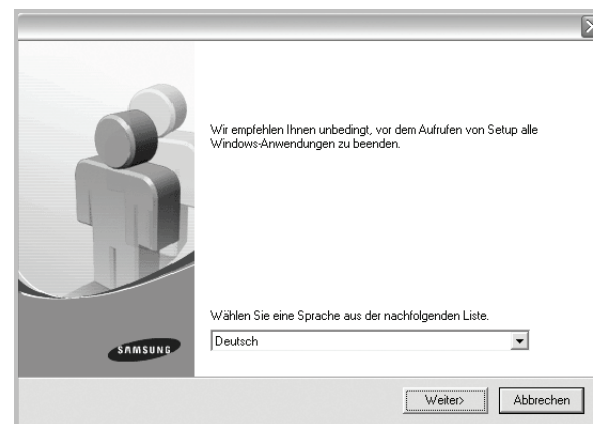 Wir empfehlen Ihnen unbedingt, vor dem Aufrufen von Setup alle
Windows-Anwendungen zu beenden.
Wählen Sie eine Sprache aus der nachfolgenden Liste.
Deutsch
SAMSUNG
Weiter>
Abbrechen